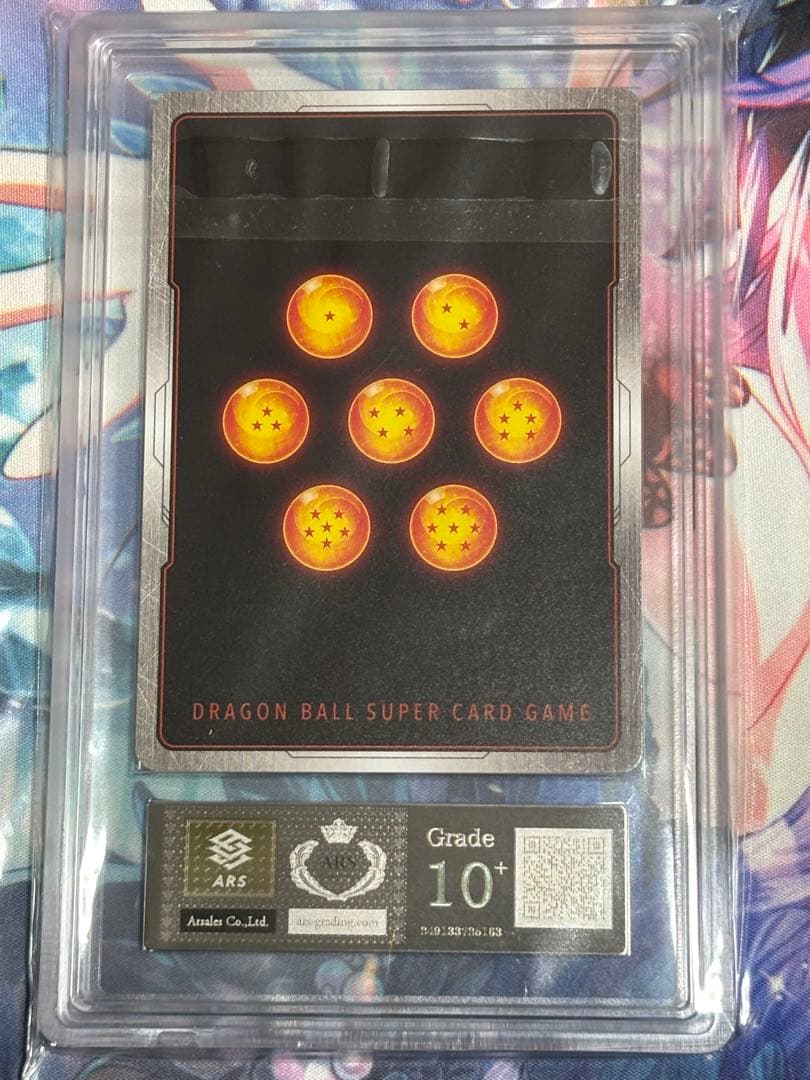 DRAGON BALL SUPER CARD GAME
ARS
ARS
Arsales Co.,Ltd.
ars-grading.com
Grade
10+